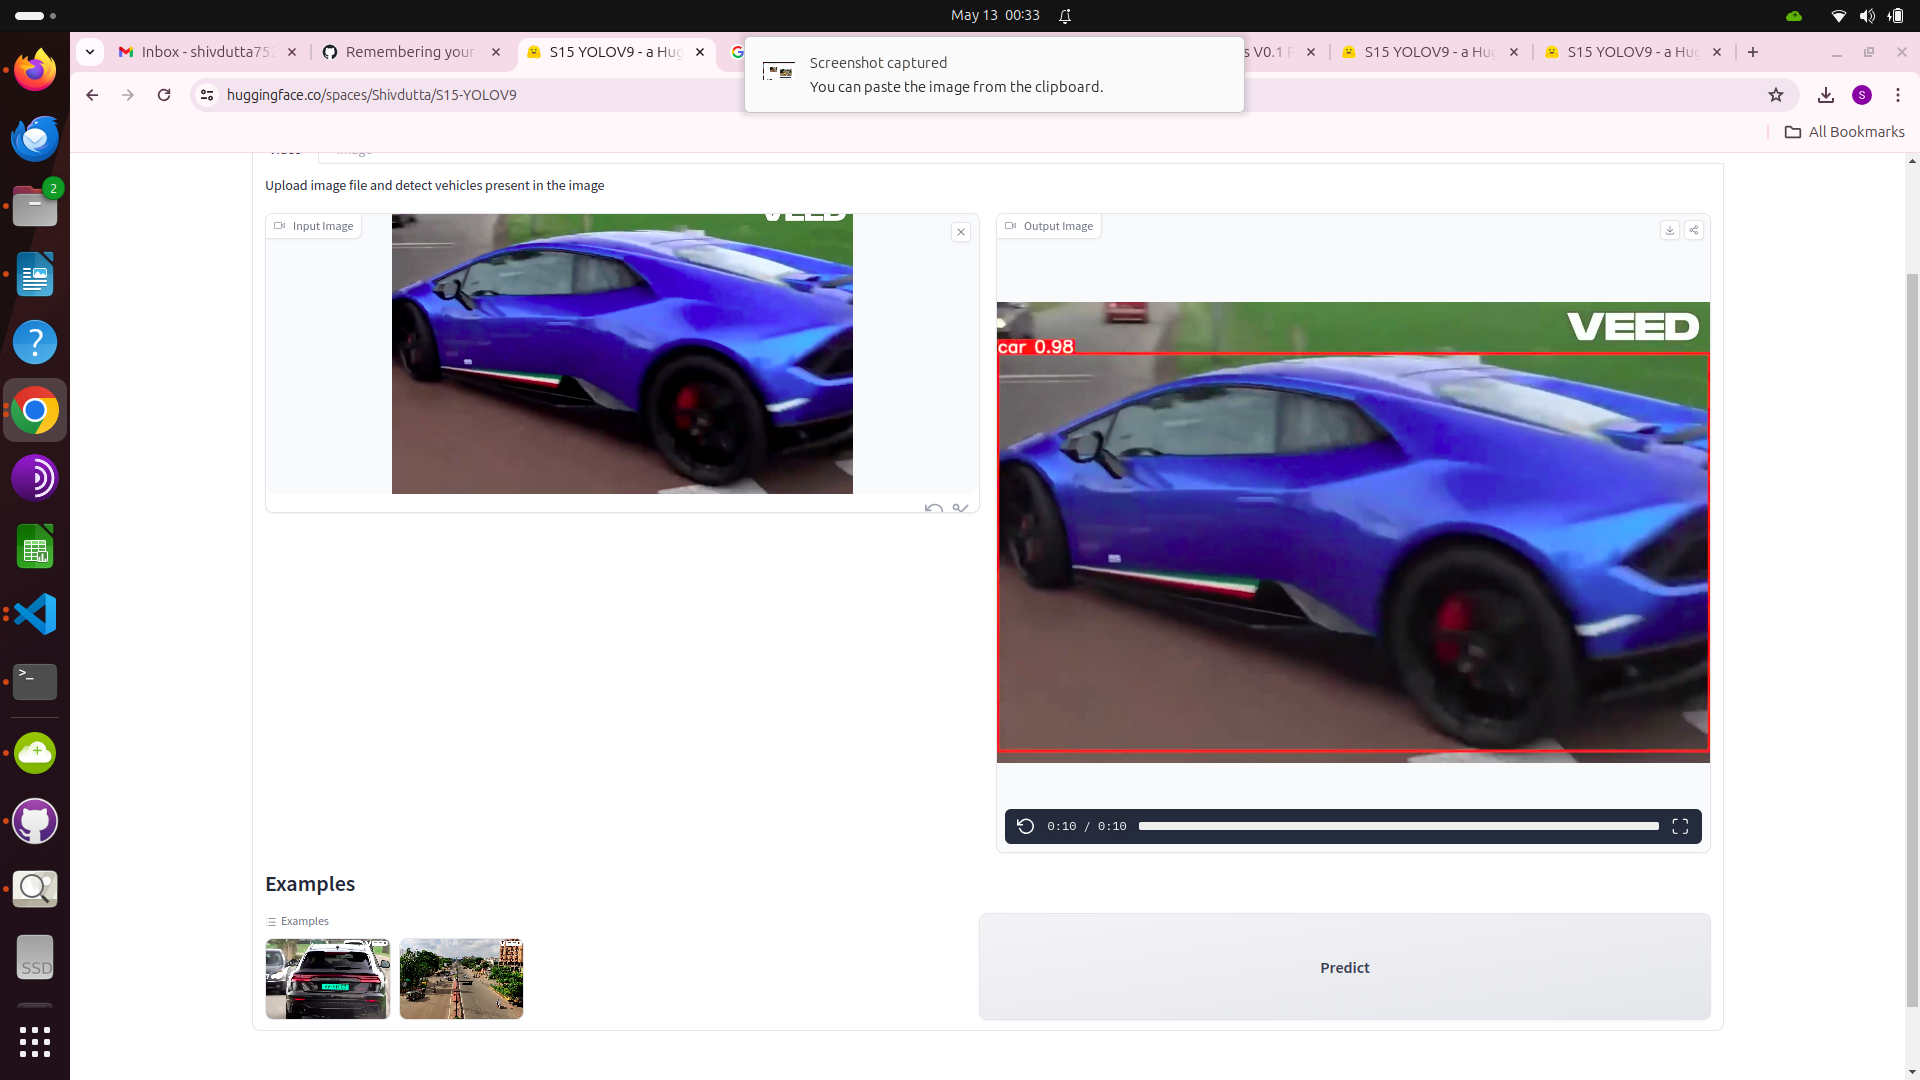 May 13 00:33
Inbox - shivdutta752
Remembering your
S15 YOLOV9 - a Hug
s V0.1 F
S15 YOLOV9 - a Hug
S15 YOLOV9 - a Hug
Screenshot captured
You can paste the image from the clipboard.
huggingface.co/spaces/Shivdutta/S15-YOLOV9
S
All Bookmarks
2
Upload image file and detect vehicles present in the image
Input Image
VEED
Output Image
VEED
car 0.98
0:10 / 0:10
Examples
Examples
VEED
VEED
Predict
SSD